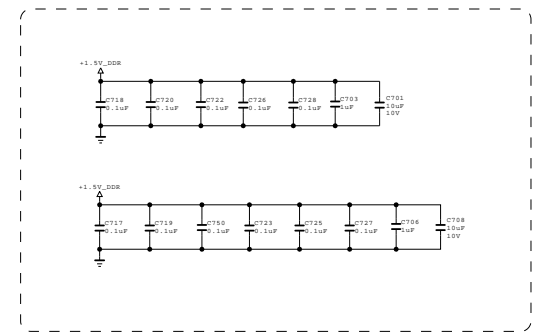 +1.5V_DDR
C718
0.1uF
C720
0.1uF
C722
0.1uF
C726
0.1uF
C728
0.1uF
C703
1uF
C701
10uF
10V
+1.5V_DDR
C717
0.1uF
C719
0.1uF
C750
0.1uF
C723
0.1uF
C725
0.1uF
C727
0.1uF
C706
1uF
C708
10uF
10V